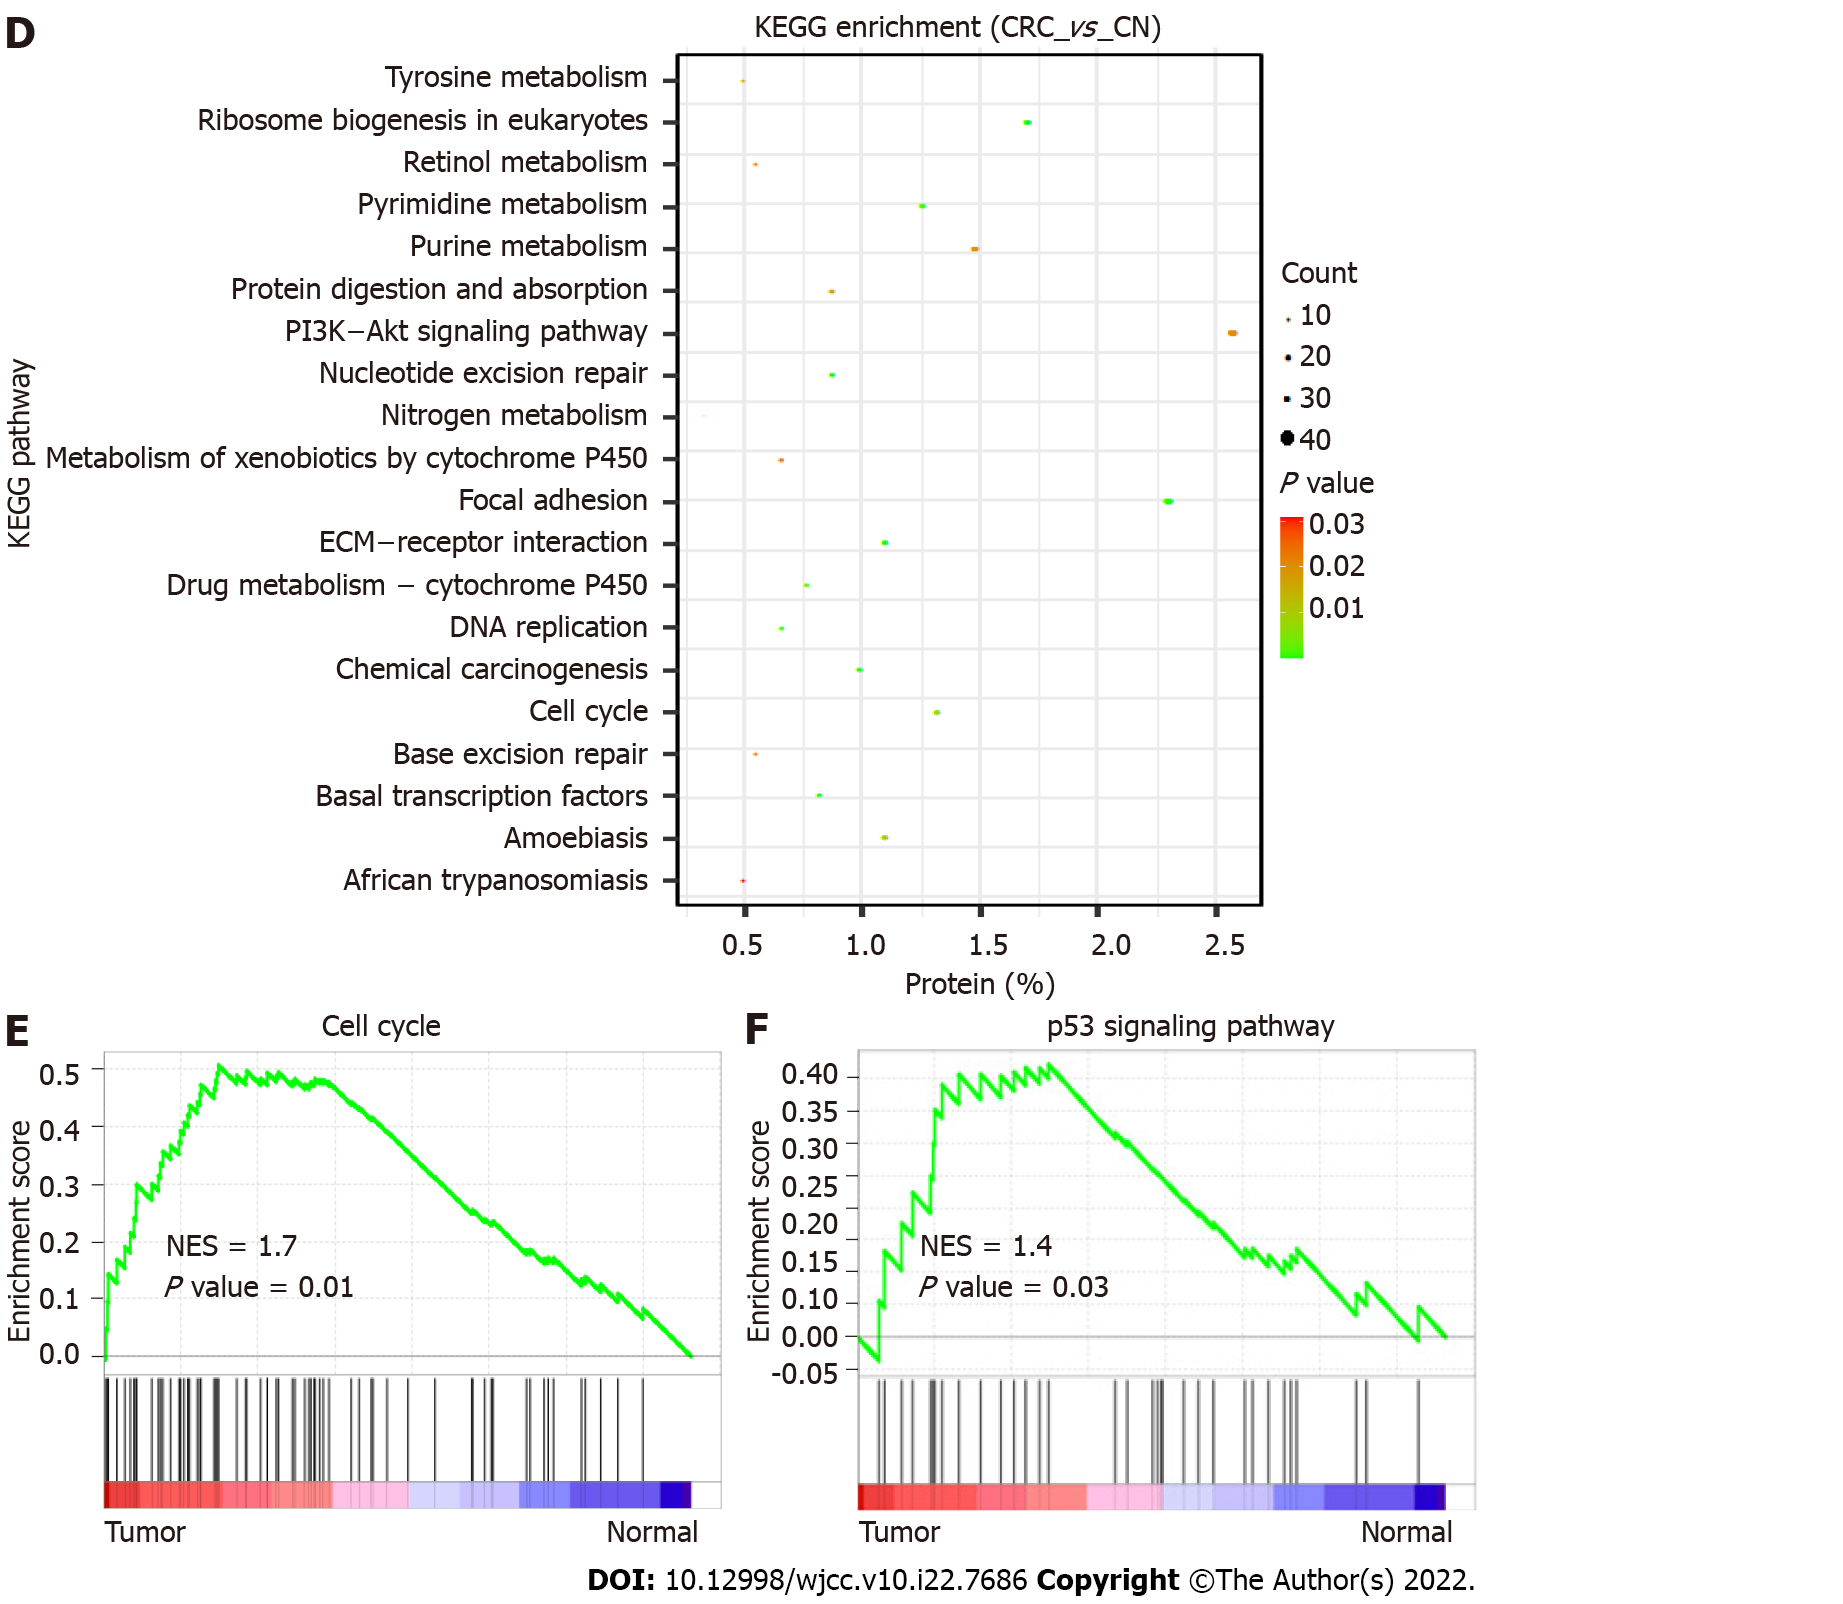 D
KEGG enrichment (CRC_vs_CN)
KEGG pathway
Tyrosine metabolism
Ribosome biogenesis in eukaryotes
Retinol metabolism
Pyrimidine metabolism
Purine metabolism
Protein digestion and absorption
PI3K−Akt signaling pathway
Nucleotide excision repair
Nitrogen metabolism
Metabolism of xenobiotics by cytochrome P450
Focal adhesion
ECM−receptor interaction
Drug metabolism − cytochrome P450
DNA replication
Chemical carcinogenesis
Cell cycle
Base excision repair
Basal transcription factors
Amoebiasis
African trypanosomiasis
0.5 1.0 1.5 2.0 2.5
Protein (%)
Count
10
20
30
40
P value
0.03
0.02
0.01
E
Cell cycle
Enrichment score
0.5
0.4
0.3
0.2
0.1
0.0
NES = 1.7
P value = 0.01
Tumor Normal
F
p53 signaling pathway
Enrichment score
0.40
0.35
0.30
0.25
0.20
0.15
0.10
0.00
-0.05
NES = 1.4
P value = 0.03
Tumor Normal
DOI: 10.12998/wjcc.v10.i22.7686 Copyright ©The Author(s) 2022.